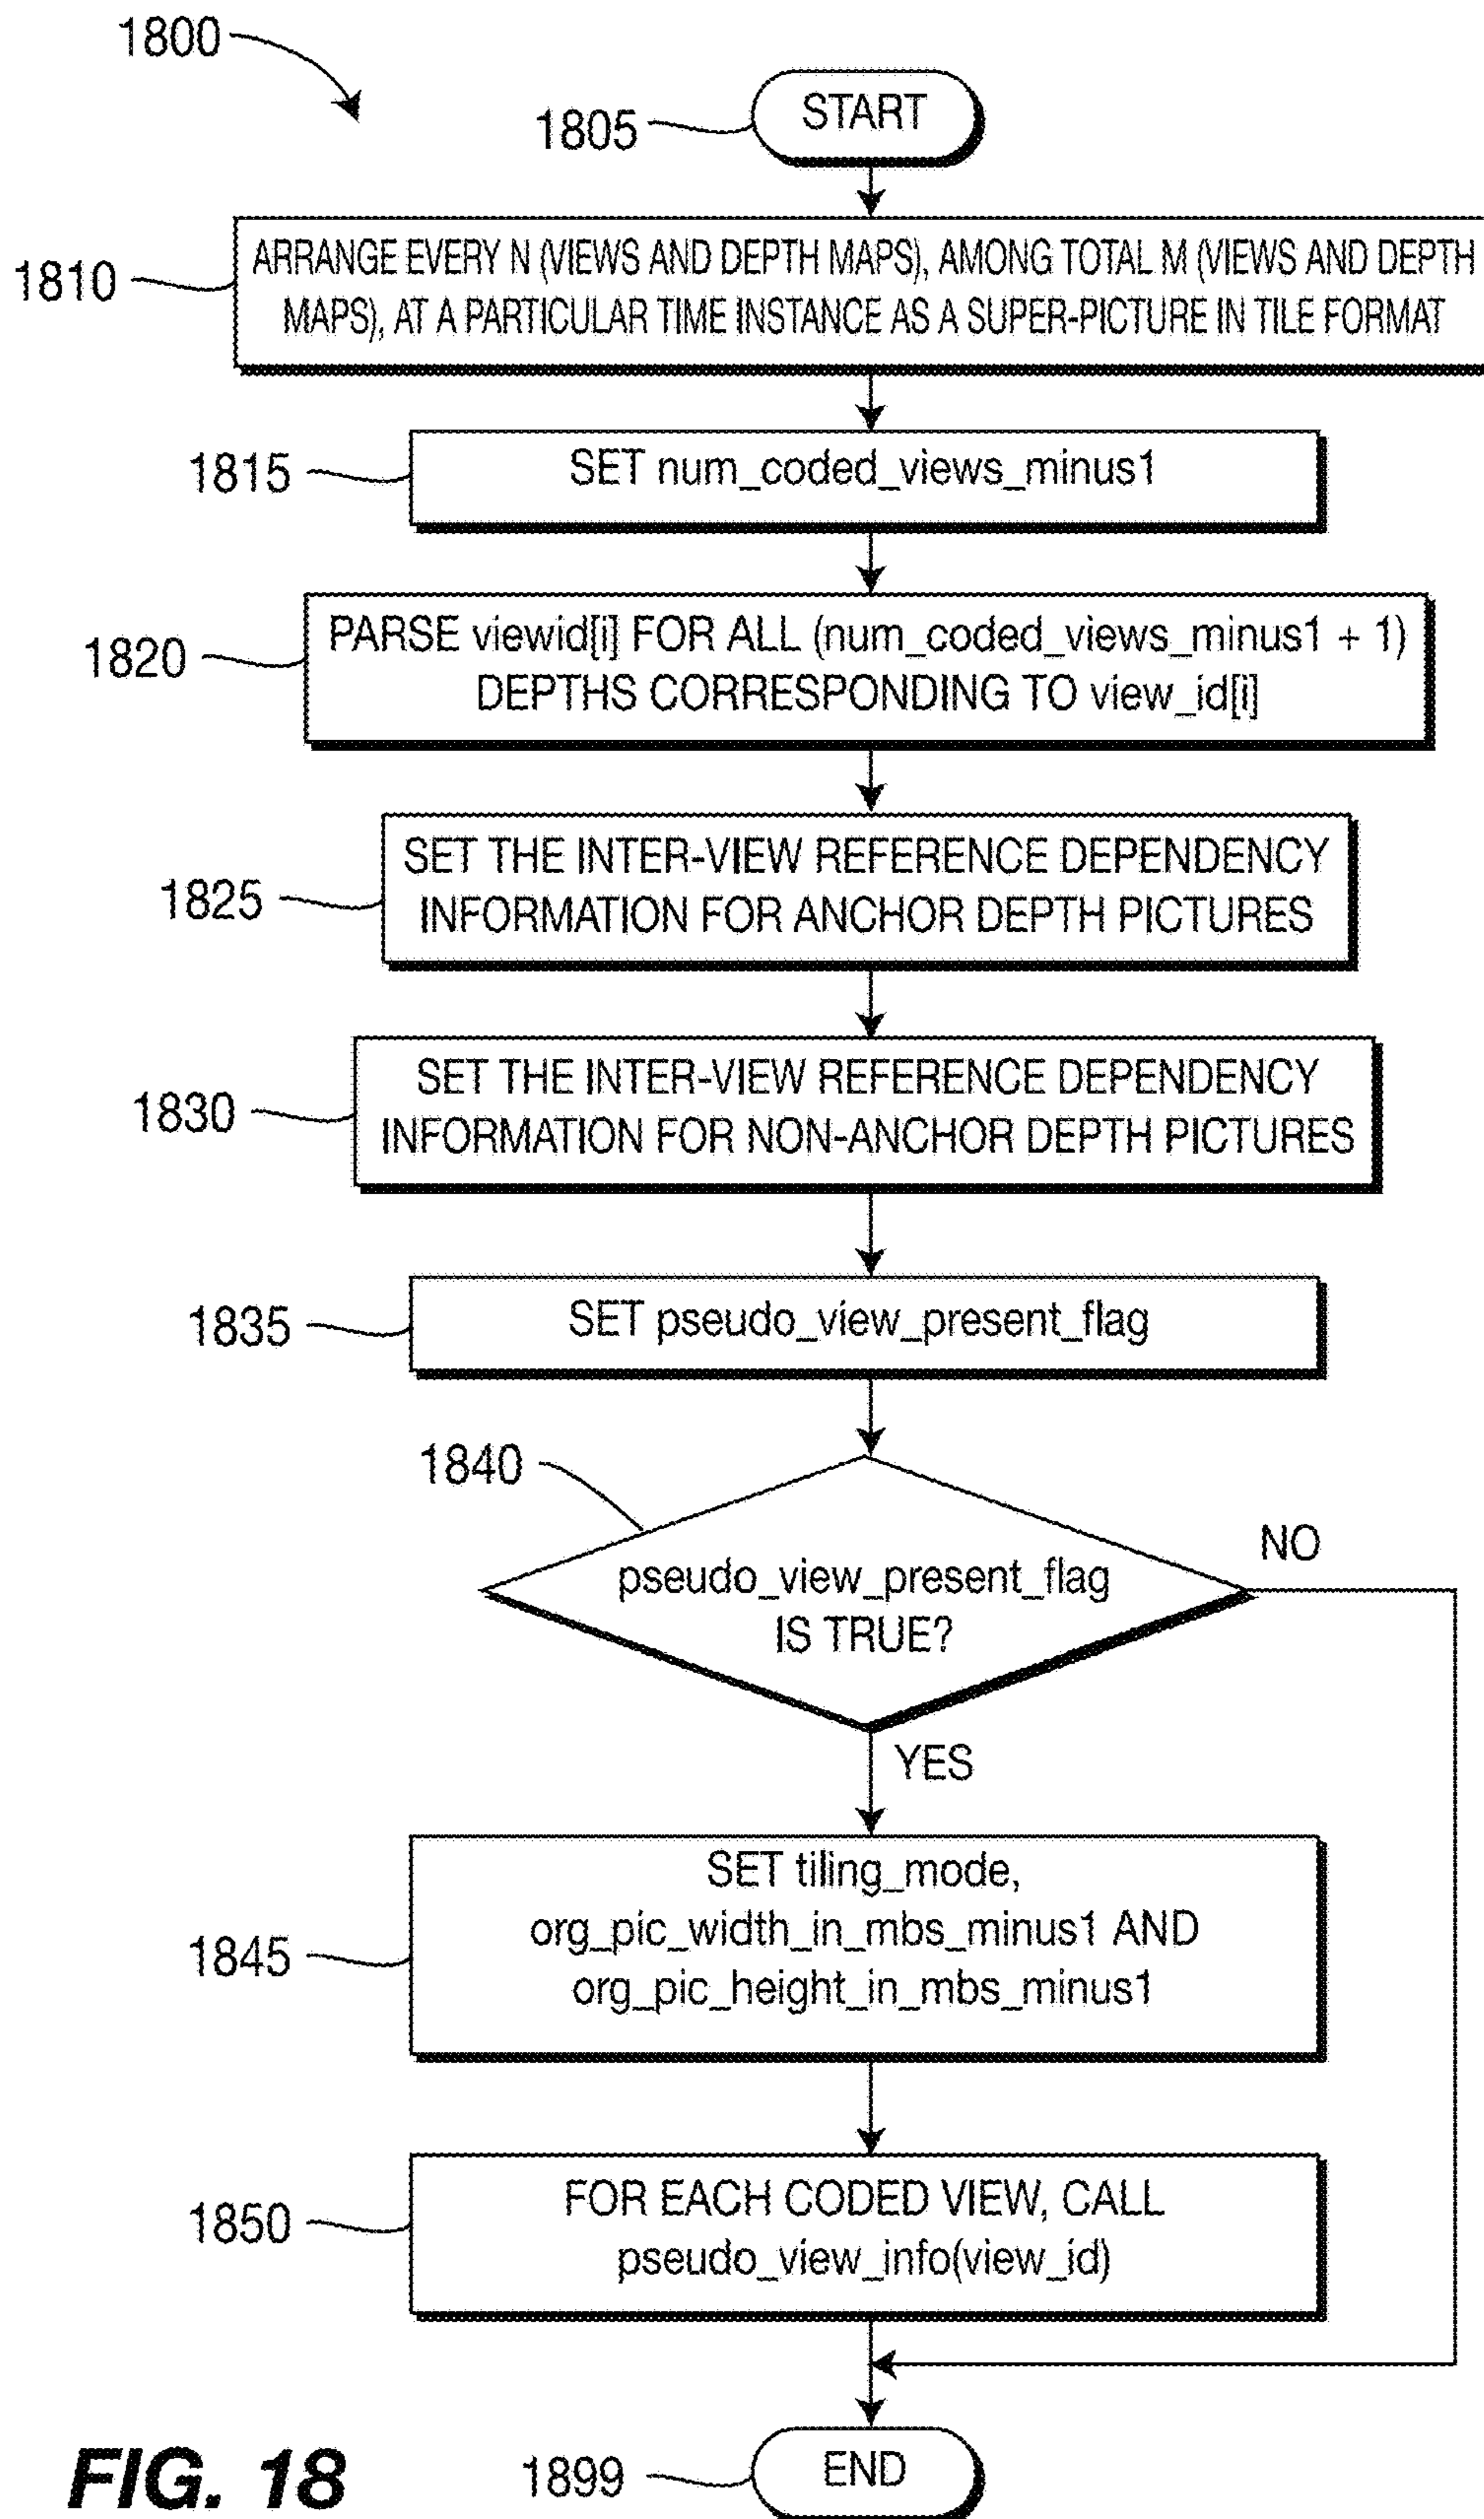 1800
1805
START
1810
ARRANGE EVERY N (VIEWS AND DEPTH MAPS), AMONG TOTAL M (VIEWS AND DEPTH
MAPS), AT A PARTICULAR TIME INSTANCE AS A SUPER-PICTURE IN TILE FORMAT
1815
SET num_coded_views_minus1
1820
PARSE viewid[i] FOR ALL (num_coded_views_minus1 + 1)
DEPTHS CORRESPONDING TO view_id[i]
1825
SET THE INTER-VIEW REFERENCE DEPENDENCY
INFORMATION FOR ANCHOR DEPTH PICTURES
1830
SET THE INTER-VIEW REFERENCE DEPENDENCY
INFORMATION FOR NON-ANCHOR DEPTH PICTURES
1835
SET pseudo_view_present_flag
1840
NO
pseudo_view_present_flag
IS TRUE?
YES
1845
SET tiling_mode,
org_pic_width_in_mbs_minus1 AND
org_pic_height_in_mbs_minus1
1850
FOR EACH CODED VIEW, CALL
pseudo_view_info(view_id)
FIG. 18
1899
END